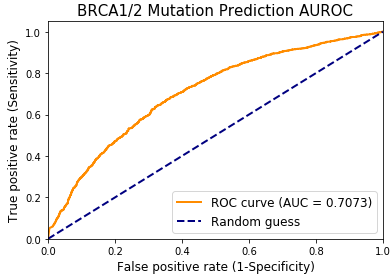 BRCA1/2 Mutation Prediction AUROC
True positive rate (Sensitivity)
1.0
0.8
0.6
0.4
0.2
0.0
ROC curve (AUC = 0.7073)
Random guess
0.0 0.2 0.4 0.6 0.8 1.0
False positive rate (1-Specificity)